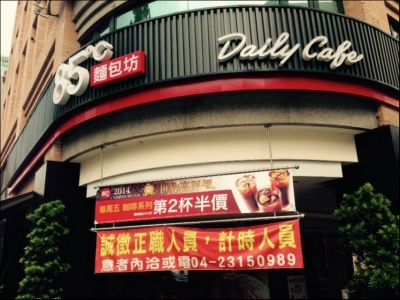 85°C
麵包坊
Daily Cafe
2014
每周五 咖啡系列 第2杯半價
誠徵正職人員，計時人員
意者內洽或電04-23150989